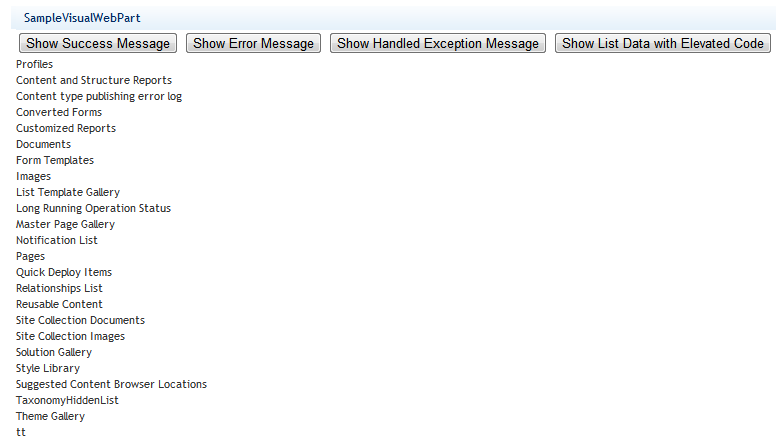 SampleVisualWebPart
Show Success Message Show Error Message Show Handled Exception Message Show List Data with Elevated Code
Profiles
Content and Structure Reports
Content type publishing error log
Converted Forms
Customized Reports
Documents
Form Templates
Images
List Template Gallery
Long Running Operation Status
Master Page Gallery
Notification List
Pages
Quick Deploy Items
Relationships List
Reusable Content
Site Collection Documents
Site Collection Images
Solution Gallery
Style Library
Suggested Content Browser Locations
TaxonomyHiddenList
Theme Gallery
tt